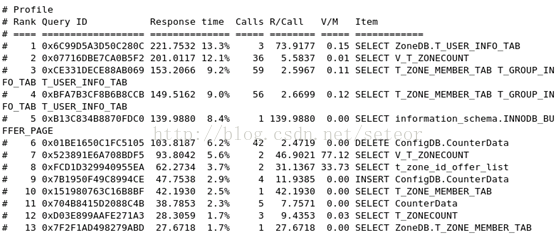 # Profile
# Rank Query ID           Response time  Calls R/Call   V/M   Item
# ==== ================== ============== ===== ======== ===== ============
#    1 0x6C99D5A3D50C280C 221.7532 13.3%     3  73.9177  0.15 SELECT ZoneDB.T_USER_INFO_TAB
#    2 0x07716DBE7CA0B5F2 201.0117 12.1%    36   5.5837  0.01 SELECT V_T_ZONECOUNT
#    3 0xCE331DECE88AB069 153.2066  9.2%    59   2.5967  0.11 SELECT T_ZONE_MEMBER_TAB T_GROUP_IN
FO_TAB T_USER_INFO_TAB
#    4 0xBFA7B3CF8B6B8CCB 149.5162  9.0%    56   2.6699  0.12 SELECT T_ZONE_MEMBER_TAB T_GROUP_IN
FO_TAB T_USER_INFO_TAB
#    5 0xB13C834B8870FDC0 139.9880  8.4%     1 139.9880  0.00 SELECT information_schema.INNODB_BU
FFER_PAGE
http://blog.csdn.net/seteor
#    6 0x01BE1650C1FC5105 103.8187  6.2%    42   2.4719  0.00 DELETE ConfigDB.CounterData
#    7 0x523891E6A708BDF5  93.8042  5.6%     2  46.9021 77.12 SELECT V_T_ZONECOUNT
#    8 0xFCD1D3299409 55EA  62.2734  3.7%     2  31.1367 33.73 SELECT t_zone_id_offer_list
#    9 0x7B1950F49C8994CE  47.7538  2.9%     4  11.9385  0.00 INSERT ConfigDB.CounterData
#   10 0x151980763C16B8BF  42.1930  2.5%     1  42.1930  0.00 SELECT T_ZONE_MEMBER_TAB
#   11 0x704B8415D2088C4B  38.7853  2.3%     5   7.7571  0.00 SELECT CounterData
#   12 0xD03E899AAFE271A3  28.3059  1.7%     3   9.4353  0.03 SELECT T_ZONECOUNT
#   13 0x7F2F1AD498279ABD  27.6718  1.7%     1  27.6718  0.00 SELECT ZoneDB.T_ZONE_MEMBER_TAB